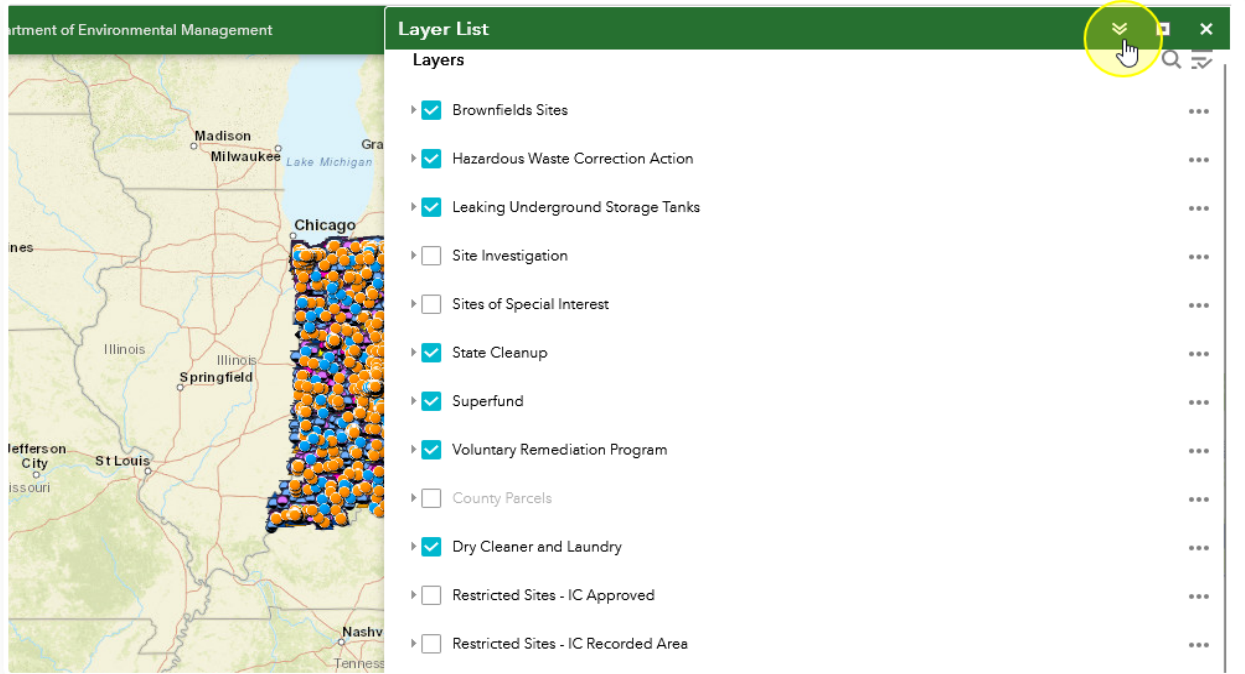 artment of Environmental Management
Layer List
Layers
Brownfields Sites
Hazardous Waste Correction Action
Leaking Underground Storage Tanks
Site Investigation
Sites of Special Interest
State Cleanup
Superfund
Voluntary Remediation Program
County Parcels
Dry Cleaner and Laundry
Restricted Sites - IC Approved
Restricted Sites - IC Recorded Area
Madison
Milwaukee
Gra
Lake Michigan
Chicago
nes
Illinois
Illinois
Springfield
Jefferson
City
St Louis
issouri
Nashv
Tenness